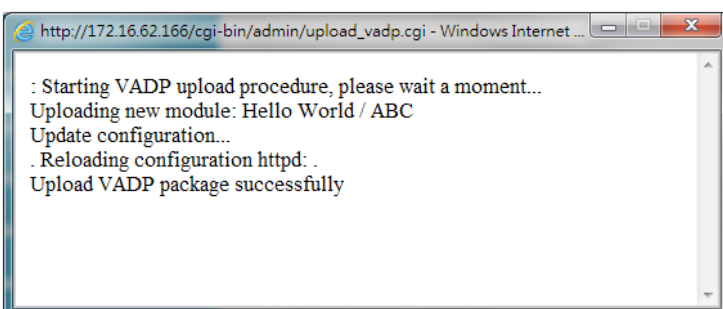 http://172.16.62.166/cgi-bin/admin/upload_vadp.cgi - Windows Internet ...
: Starting VADP upload procedure, please wait a moment...
Uploading new module: Hello World / ABC
Update configuration...
. Reloading configuration httpd: .
Upload VADP package successfully